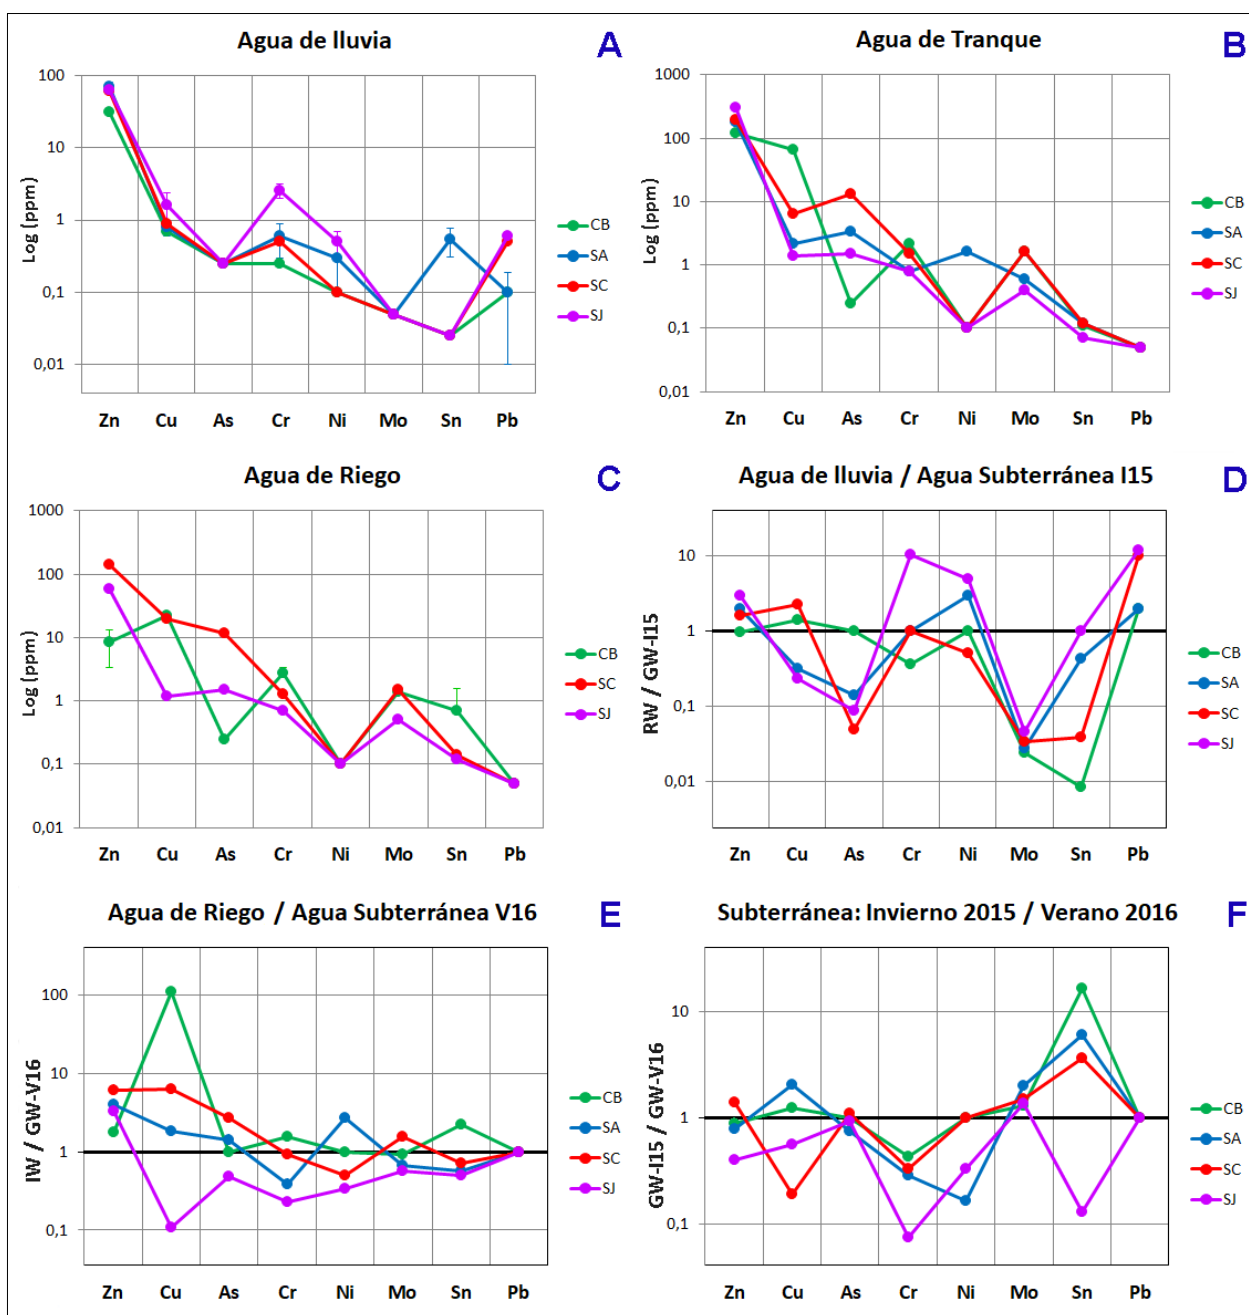 Agua de lluvia
A
Log (ppm)
100
10
1
0,1
0,01
Zn Cu As Cr Ni Mo Sn Pb
CB
SA
SC
SJ
Agua de Tranque
B
Log (ppm)
1000
100
10
1
0,1
0,01
Zn Cu As Cr Ni Mo Sn Pb
CB
SA
SC
SJ
Agua de Riego
C
Log (ppm)
1000
100
10
1
0,1
0,01
Zn Cu As Cr Ni Mo Sn Pb
CB
SC
SJ
Agua de lluvia / Agua Subterránea I15
D
RW / GW-I15
10
1
0,1
0,01
Zn Cu As Cr Ni Mo Sn Pb
CB
SA
SC
SJ
Agua de Riego / Agua Subterránea V16
E
IW / GW-V16
100
10
1
0,1
Zn Cu As Cr Ni Mo Sn Pb
CB
SA
SC
SJ
Subterránea: Invierno 2015 / Verano 2016
F
GW-I15 / GW-V16
10
1
0,1
Zn Cu As Cr Ni Mo Sn Pb
CB
SA
SC
SJ